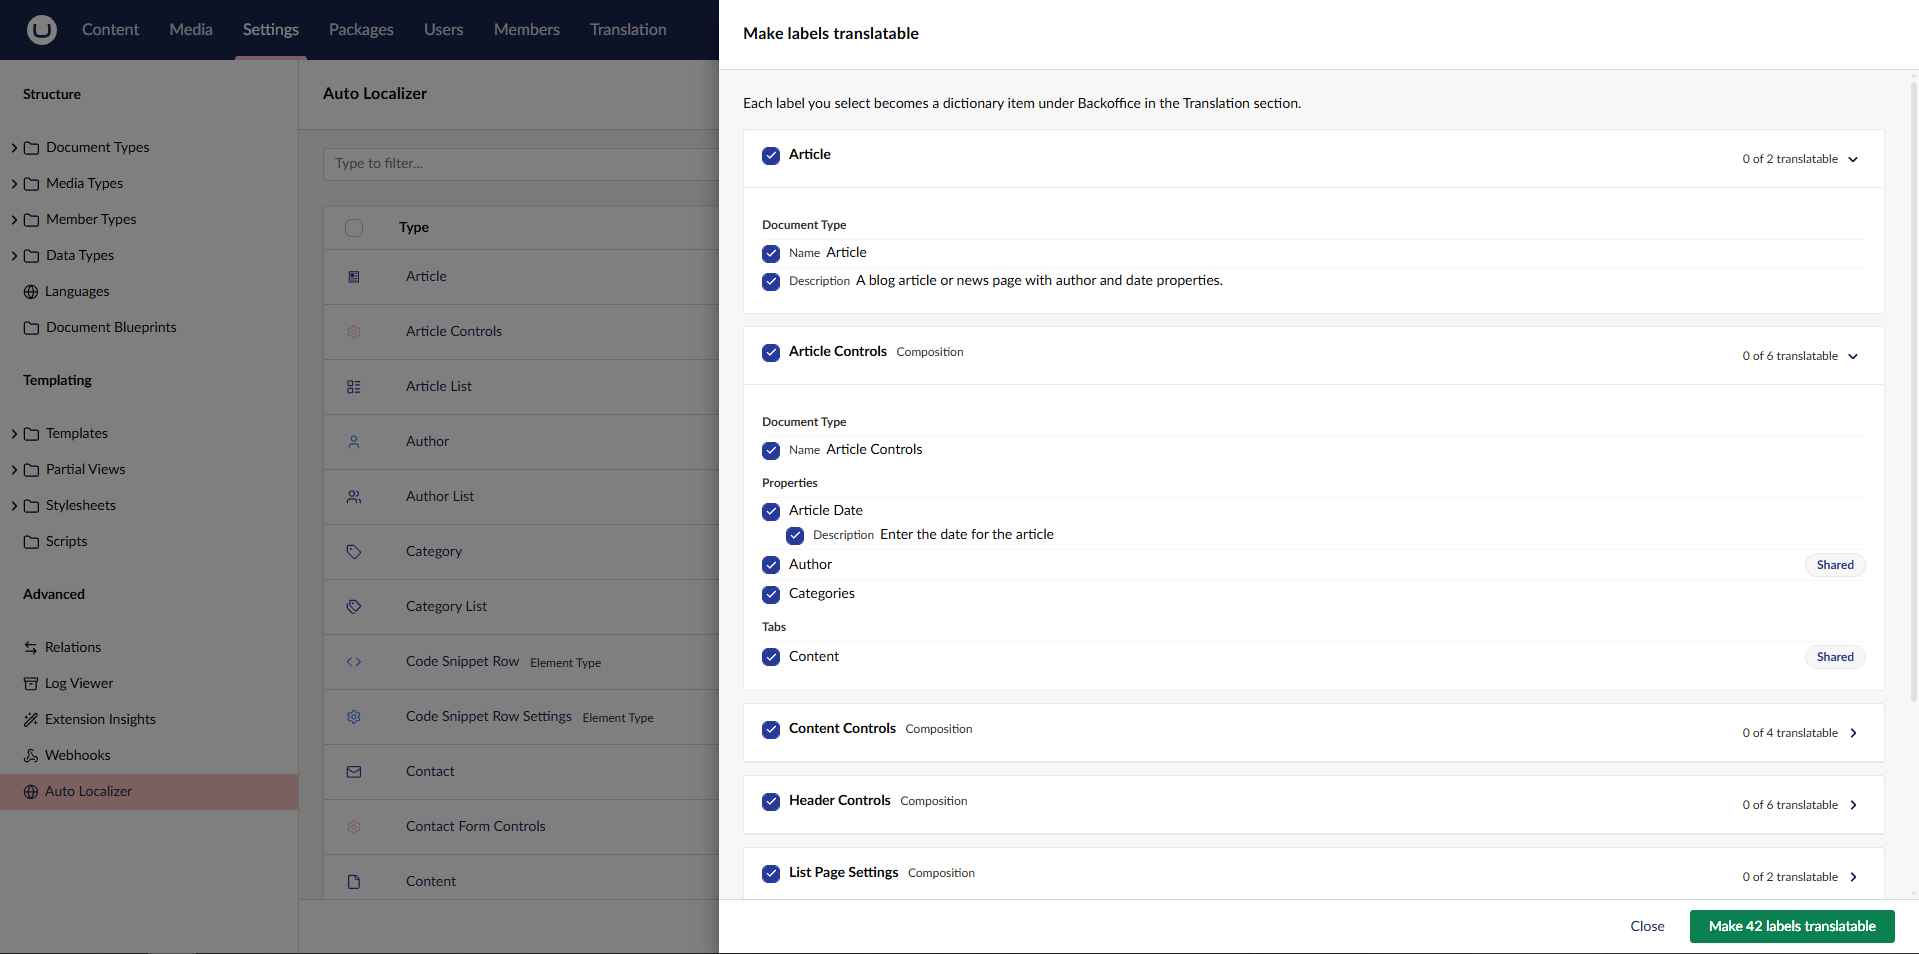 Content Media Settings Packages Users Members Translation
Structure
Document Types
Media Types
Member Types
Data Types
Languages
Document Blueprints
Templating
Templates
Partial Views
Stylesheets
Scripts
Advanced
Relations
Log Viewer
Extension Insights
Webhooks
Auto Localizer
Auto Localizer
Type to filter...
Type
Article
Article Controls
Article List
Author
Author List
Category
Category List
Code Snippet Row Element Type
Code Snippet Row Settings Element Type
Contact
Contact Form Controls
Content
Make labels translatable
Each label you select becomes a dictionary item under Backoffice in the Translation section.
Article 0 of 2 translatable
Document Type
Name Article
Description A blog article or news page with author and date properties.
Article Controls Composition 0 of 6 translatable
Document Type
Name Article Controls
Properties
Article Date
Description Enter the date for the article
Author Shared
Categories
Tabs
Content Shared
Content Controls Composition 0 of 4 translatable
Header Controls Composition 0 of 6 translatable
List Page Settings Composition 0 of 2 translatable
Close Make 42 labels translatable